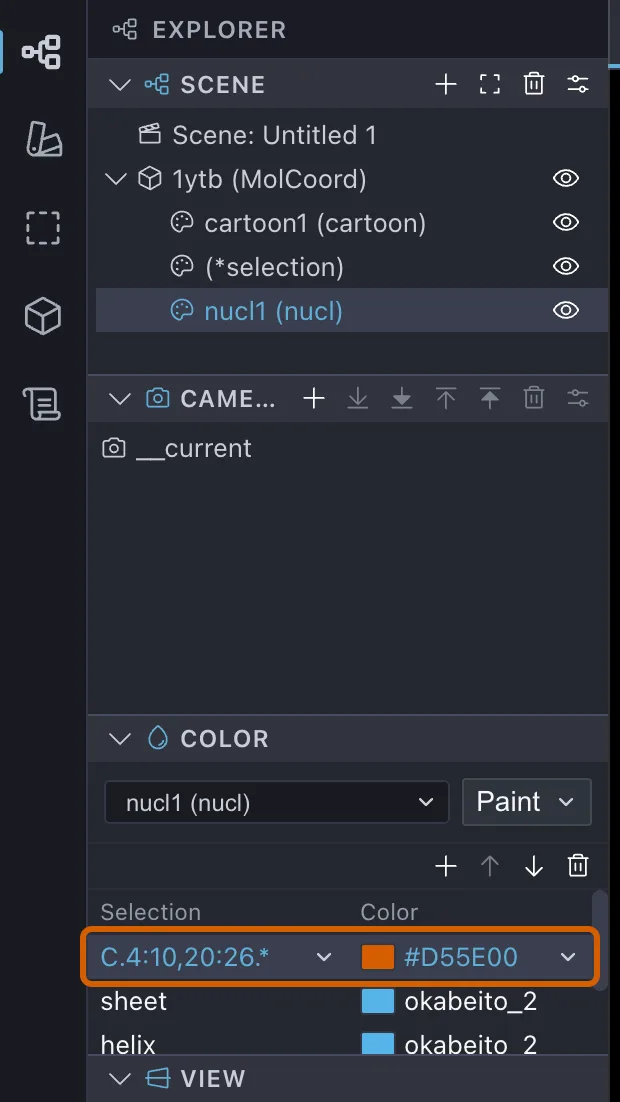 EXPLORER
SCENE
Scene: Untitled 1
1ytb (MolCoord)
cartoon1 (cartoon)
(*selection)
nucl1 (nucl)
CAME...
__current
COLOR
nucl1 (nucl) Paint
Selection Color
C.4:10,20:26.* #D55E00
sheet okabeito_2
helix okabeito_2
VIEW